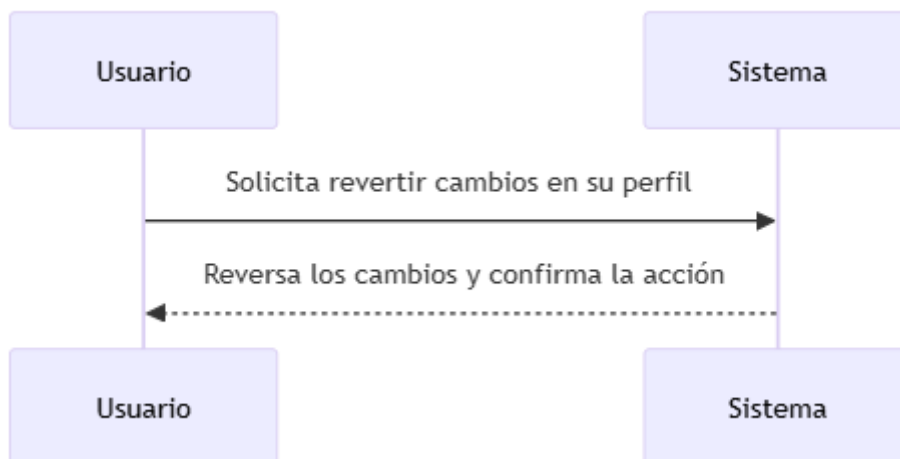 Usuario
Sistema
Solicita revertir cambios en su perfil
Reversa los cambios y confirma la acción
Usuario
Sistema